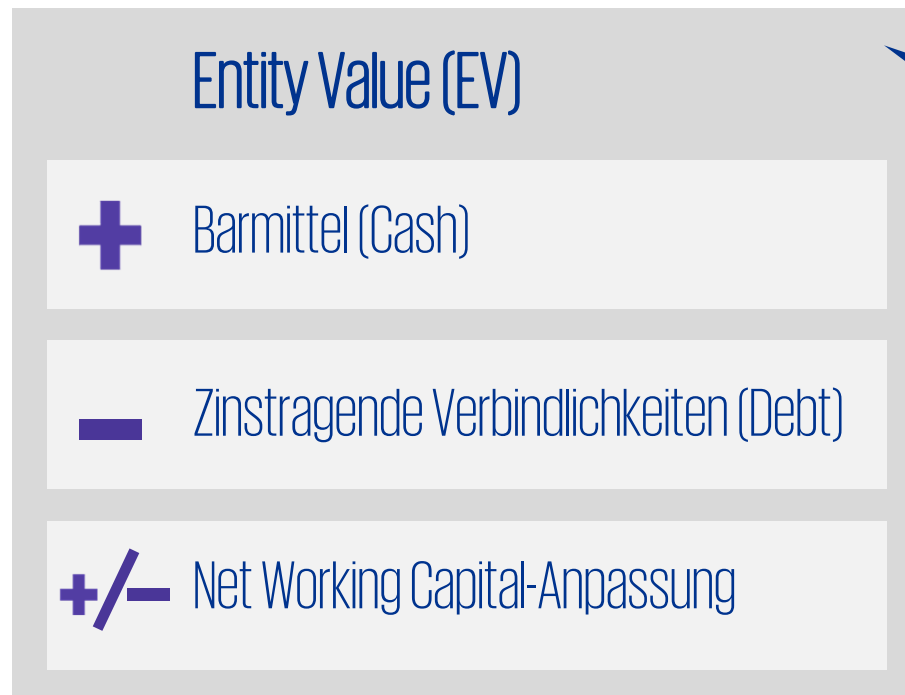 Entity Value (EV)
+ Barmittel (Cash)
– Zinstragende Verbindlichkeiten (Debt)
+/– Net Working Capital-Anpassung